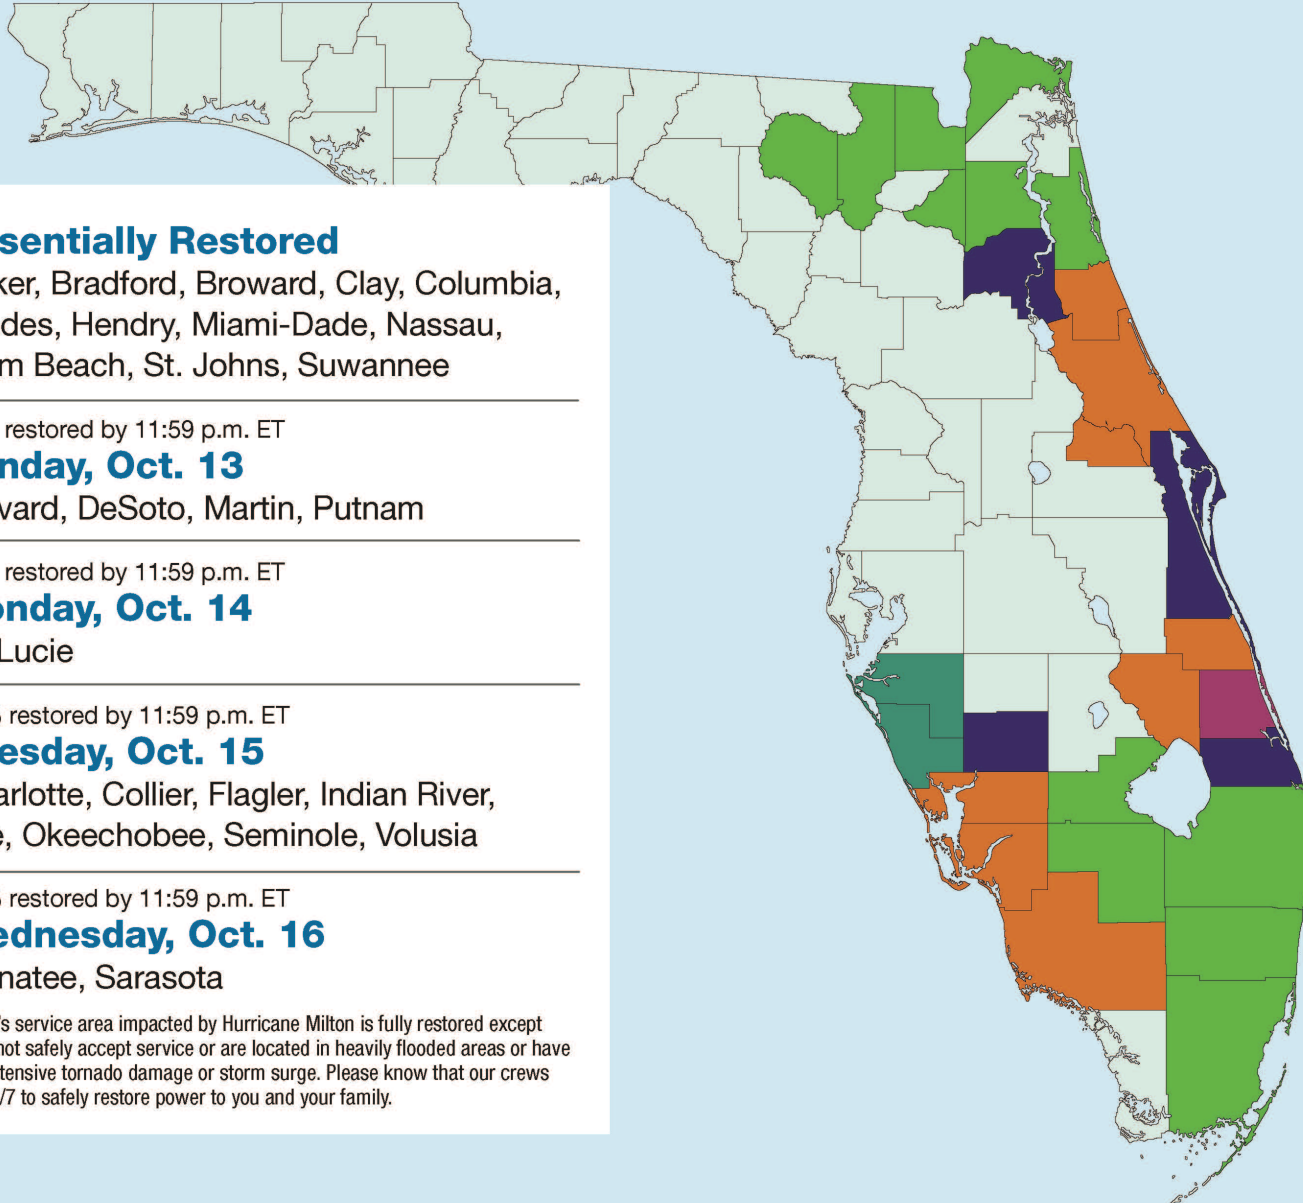 sentially Restored
ker, Bradford, Broward, Clay, Columbia,
des, Hendry, Miami-Dade, Nassau,
m Beach, St. Johns, Suwannee
restored by 11:59 p.m. ET
nday, Oct. 13
vard, DeSoto, Martin, Putnam
restored by 11:59 p.m. ET
onday, Oct. 14
Lucie
restored by 11:59 p.m. ET
esday, Oct. 15
arlotte, Collier, Flagler, Indian River,
e, Okeechobee, Seminole, Volusia
restored by 11:59 p.m. ET
ednesday, Oct. 16
natee, Sarasota
's service area impacted by Hurricane Milton is fully restored except
not safely accept service or are located in heavily flooded areas or have
tensive tornado damage or storm surge. Please know that our crews
/7 to safely restore power to you and your family.